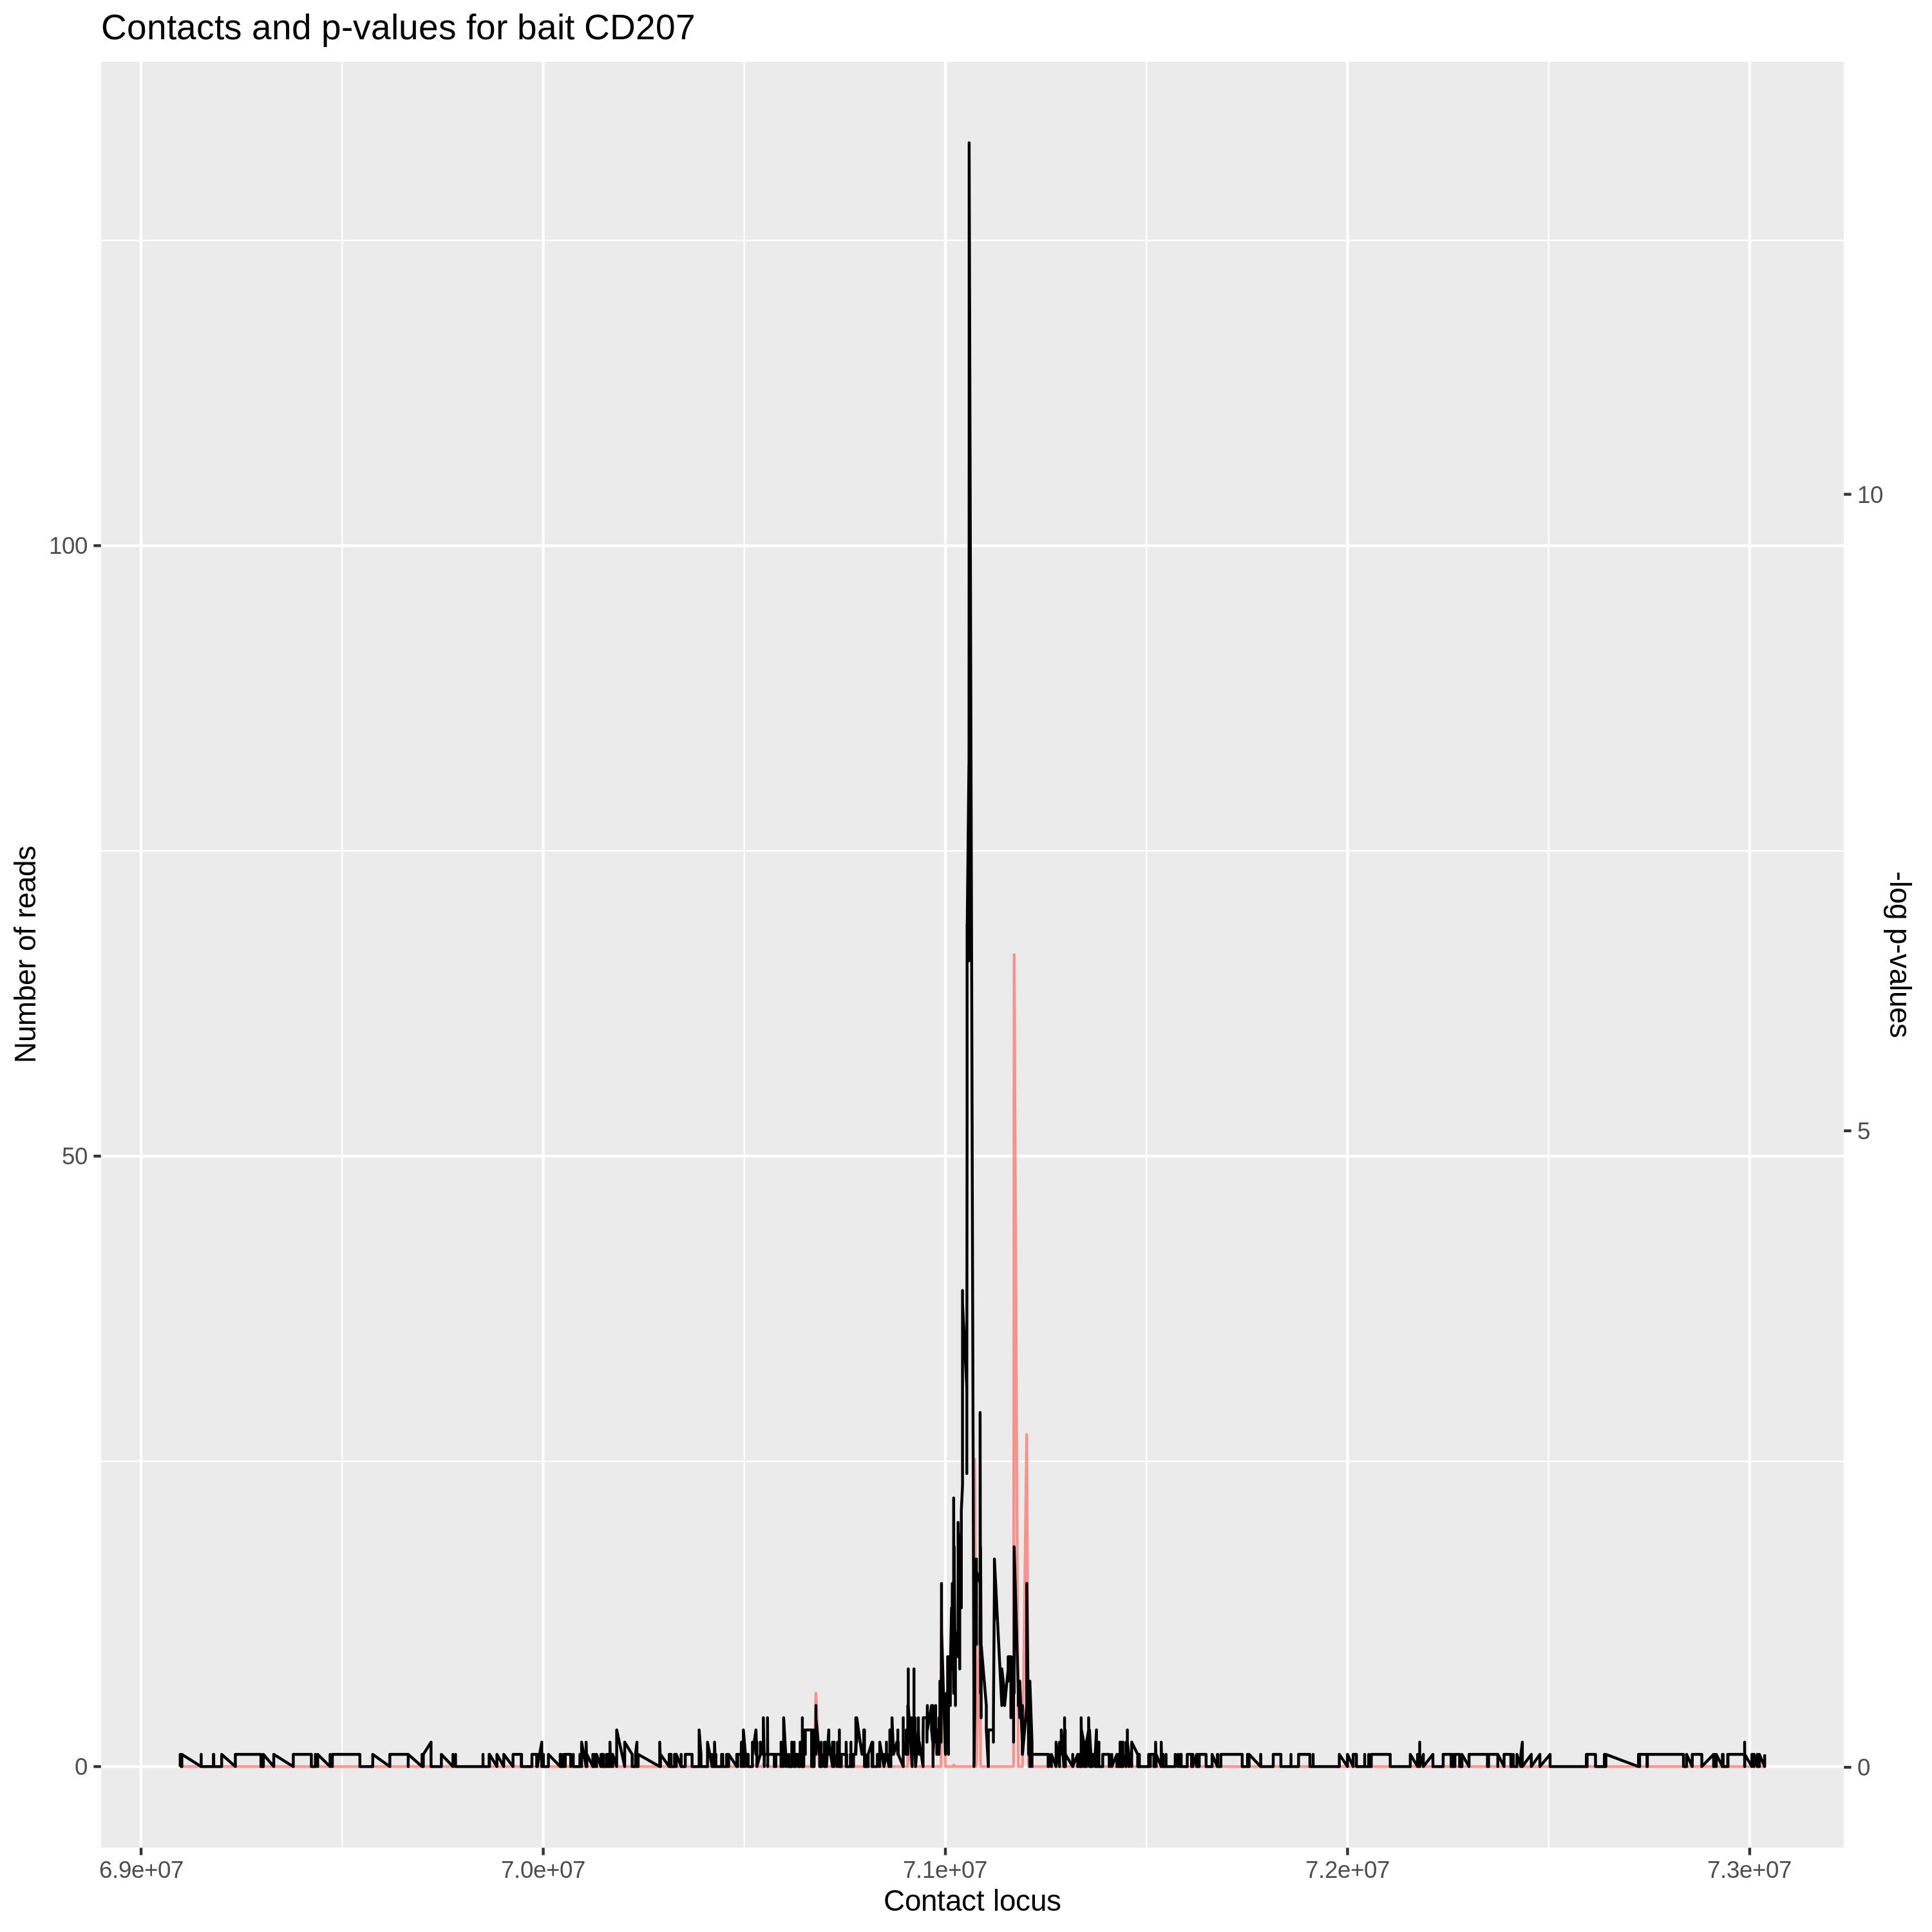 Contacts and p-values for bait CD207
100
50
0
Number of reads
10
5
0
-log p-values
6.9e+07
7.0e+07
7.1e+07
7.2e+07
7.3e+07
Contact locus